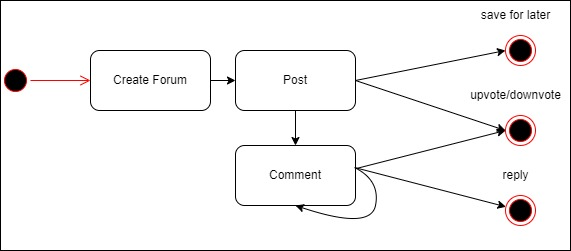 save for later
Create Forum
Post
upvote/downvote
Comment
reply